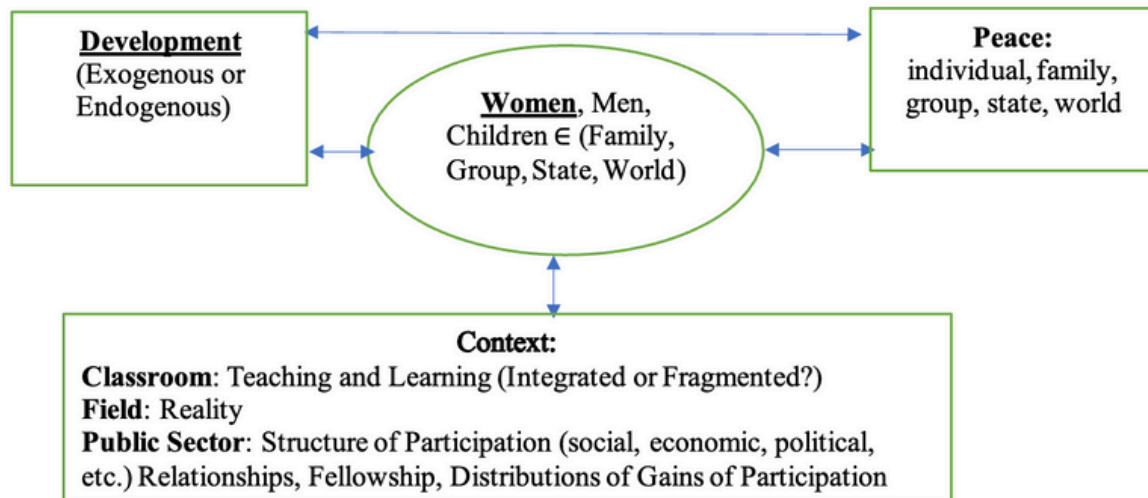 Development
(Exogenous or
Endogenous)
Women, Men,
Children ∈ (Family,
Group, State, World)
Peace:
individual, family,
group, state, world
Context:
Classroom: Teaching and Learning (Integrated or Fragmented?)
Field: Reality
Public Sector: Structure of Participation (social, economic, political,
etc.) Relationships, Fellowship, Distributions of Gains of Participation